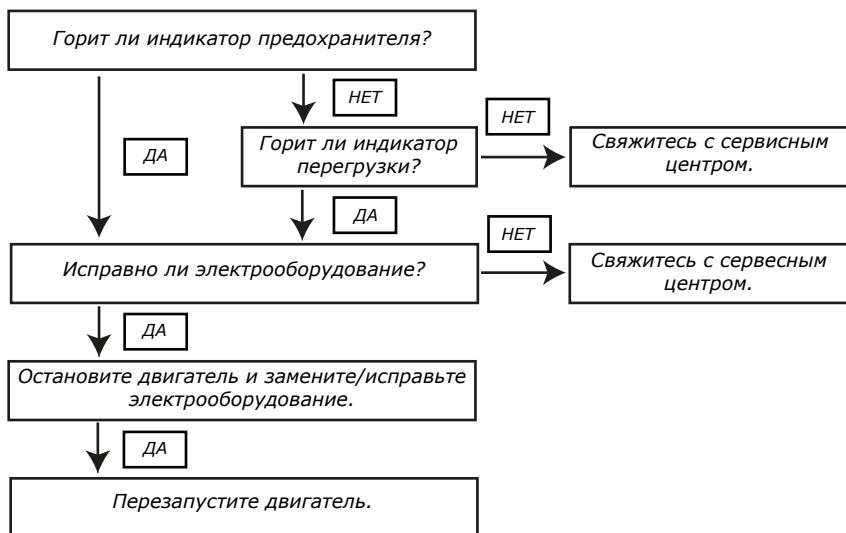 Горит ли индикатор предохранителя?
НЕТ
НЕТ
ДА
Горит ли индикатор
перегрузки?
Свяжитесь с сервисным
центром.
ДА
НЕТ
Исправно ли электрооборудование?
Свяжитесь с сервесным
центром.
ДА
Остановите двигатель и замените/исправьте
электрооборудование.
ДА
Перезапустите двигатель.